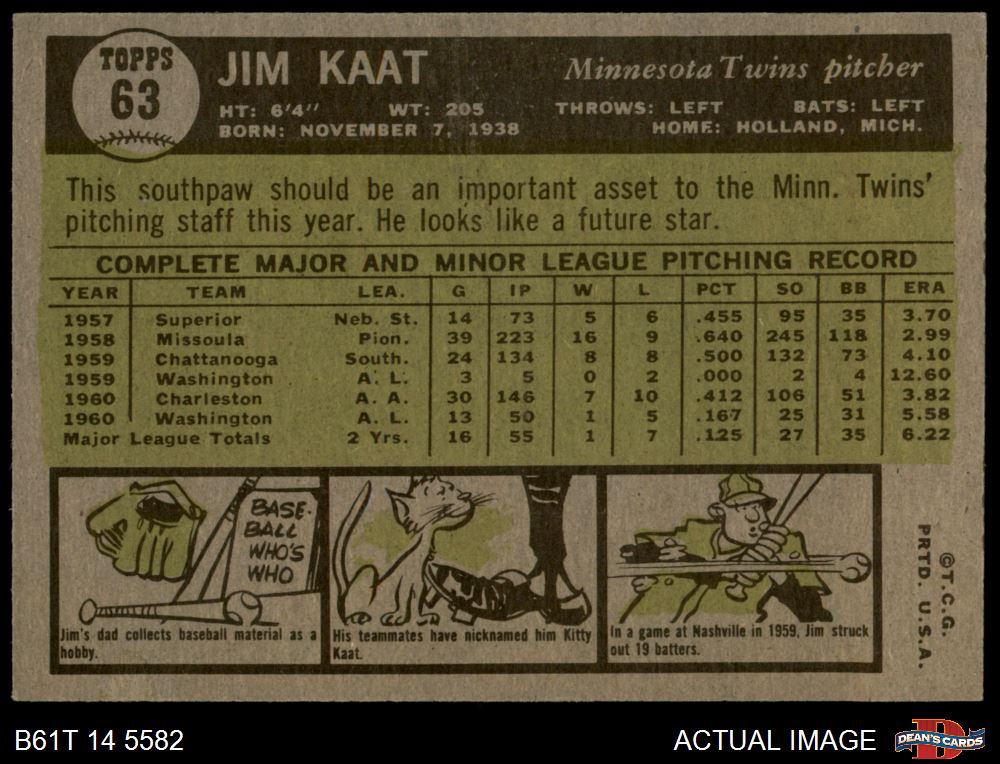 TOPPS
63
JIM KAAT
Minnesota Twins pitcher
HT: 6'4" WT: 205 THROWS: LEFT BATS: LEFT
BORN: NOVEMBER 7, 1938 HOME: HOLLAND, MICH.
This southpaw should be an important asset to the Minn. Twins'
pitching staff this year. He looks like a future star.
COMPLETE MAJOR AND MINOR LEAGUE PITCHING RECORD
YEAR TEAM LEA. G IP W L PCT SO BB ERA
1957 Superior Neb. St. 14 73 5 6 .455 95 35 3.70
1958 Missoula Pion. 39 223 16 9 .640 245 118 2.99
1959 Chattanooga South. 24 134 8 8 .500 132 73 4.10
1959 Washington A. L. 3 5 0 2 .000 2 4 12.60
1960 Charleston A. A. 30 146 7 10 .412 106 51 3.82
1960 Washington A. L. 13 50 1 5 .167 25 31 5.58
Major League Totals 2 Yrs. 16 55 1 7 .125 27 35 6.22
BASE-
BALL
WHO'S
WHO
Jim's dad collects baseball material as a
hobby.
His teammates have nicknamed him Kitty
Kaat.
In a game at Nashville in 1959, Jim struck
out 19 batters.
©T.C.G.
PRTD. U.S.A.
B61T 14 5582
ACTUAL IMAGE
D
DEAN'S CARDS